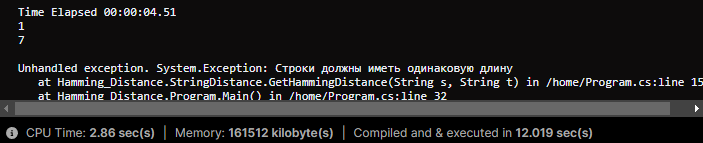 Time Elapsed 00:00:04.51
1
7
Unhandled exception. System.Exception: Строки должны иметь одинаковую длину
at Hamming_Distance.StringDistance.GetHammingDistance(String s, String t) in /home/Program.cs:line 15
at Hamming_Distance.Program.Main() in /home/Program.cs:line 32
CPU Time: 2.86 sec(s) | Memory: 161512 kilobyte(s) | Compiled and & executed in 12.019 sec(s)